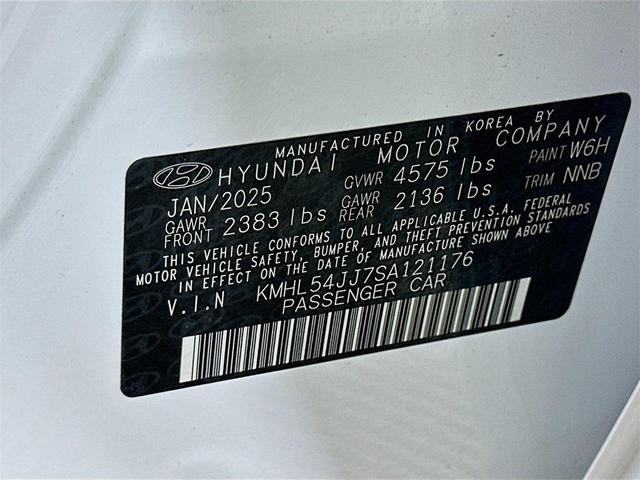 MANUFACTURED IN KOREA BY
HYUNDAI MOTOR COMPANY
JAN/2025 GVWR 4575 lbs PAINT W6H
GAWR FRONT 2383 lbs GAWR REAR 2136 lbs TRIM NNB
THIS VEHICLE CONFORMS TO ALL APPLICABLE U.S.A. FEDERAL
MOTOR VEHICLE SAFETY, BUMPER, AND THEFT PREVENTION STANDARDS
IN EFFECT ON THE DATE OF MANUFACTURE SHOWN ABOVE
V.I.N KMHL54JJ7SA121176
PASSENGER CAR